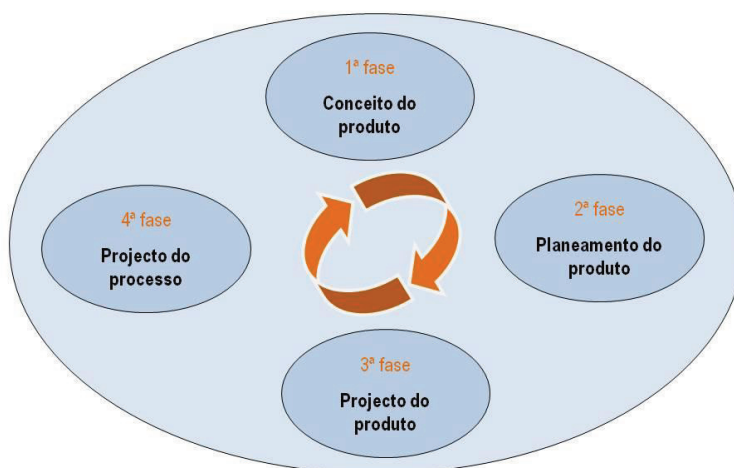 1ª fase
Conceito do
produto
2ª fase
Planeamento do
produto
3ª fase
Projecto do
produto
4ª fase
Projecto do
processo